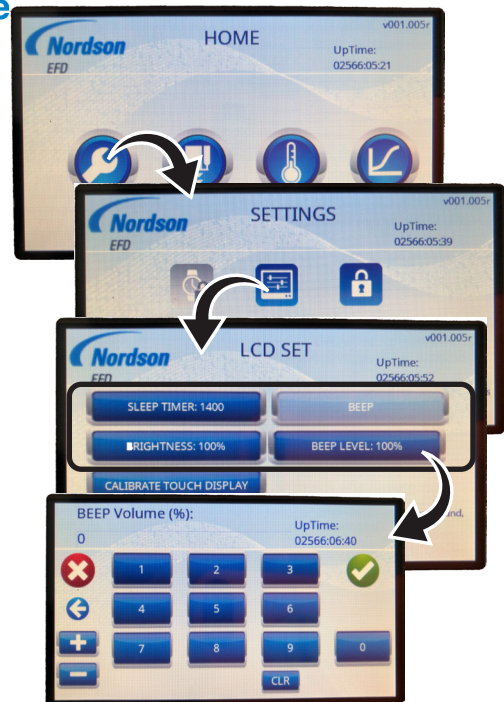 e
v001.005r
Nordson
EFD
HOME
UpTime:
02566:05:21
v001.005r
Nordson
EFD
SETTINGS
UpTime:
02566:05:39
v001.005r
Nordson
EFD
LCD SET
UpTime:
02566:05:52
SLEEP TIMER: 1400
BEEP
BRIGHTNESS: 100%
BEEP LEVEL: 100%
CALIBRATE TOUCH DISPLAY
and,
BEEP Volume (%):
0
UpTime:
02566:06:40
1 2 3
4 5 6
7 8 9 0
CLR